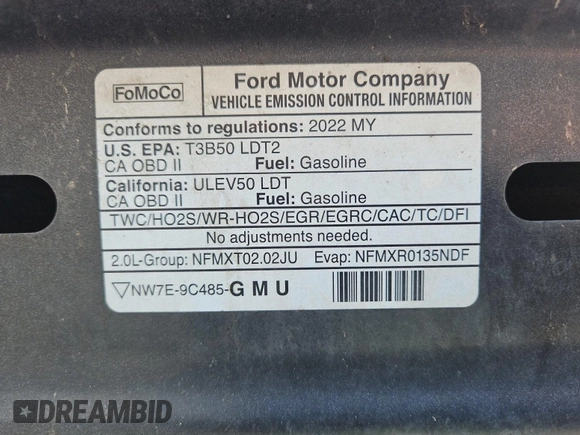 FoMoCo
Ford Motor Company
VEHICLE EMISSION CONTROL INFORMATION
Conforms to regulations: 2022 MY
U.S. EPA: T3B50 LDT2
CA OBD II Fuel: Gasoline
California: ULEV50 LDT
CA OBD II Fuel: Gasoline
TWC/HO2S/WR-HO2S/EGR/EGRC/CAC/TC/DFI
No adjustments needed.
2.0L-Group: NFMXT02.02JU Evap: NFMXR0135NDF
▽NW7E-9C485-GMU
DREAMBID